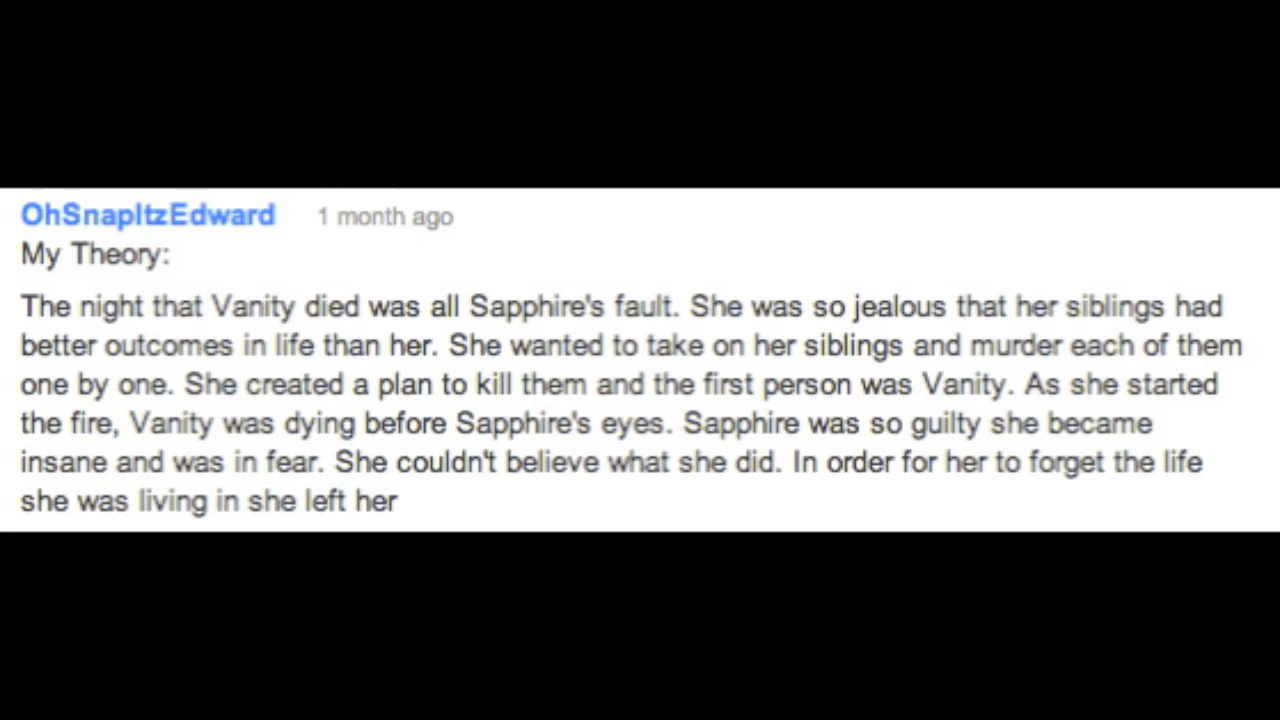 OhSnapItzEdward 1 month ago
My Theory:
The night that Vanity died was all Sapphire's fault. She was so jealous that her siblings had
better outcomes in life than her. She wanted to take on her siblings and murder each of them
one by one. She created a plan to kill them and the first person was Vanity. As she started
the fire, Vanity was dying before Sapphire's eyes. Sapphire was so guilty she became
insane and was in fear. She couldn't believe what she did. In order for her to forget the life
she was living in she left her